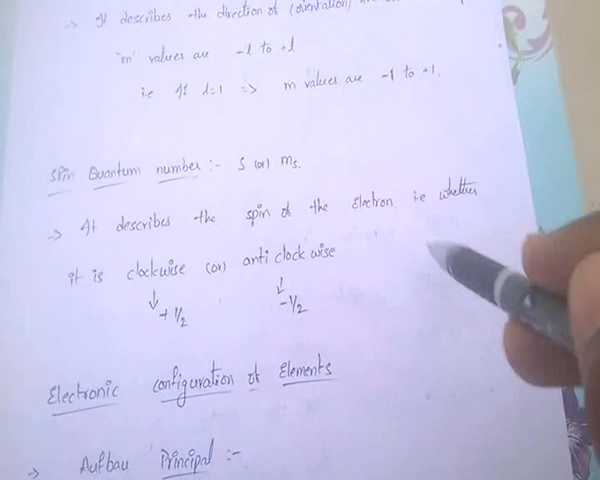 -> It describes the direction of (orientation)
'm' values are -l to +l
i.e If l=1 => m values are -1 to +1.
Spin Quantum number :- S (or) ms.
-> It describes the spin of the Electron i.e whether
it is clockwise (or) anti clock wise
↓ ↓
+1/2 -1/2
Electronic configuration of Elements
-> Aufbau Principal :-